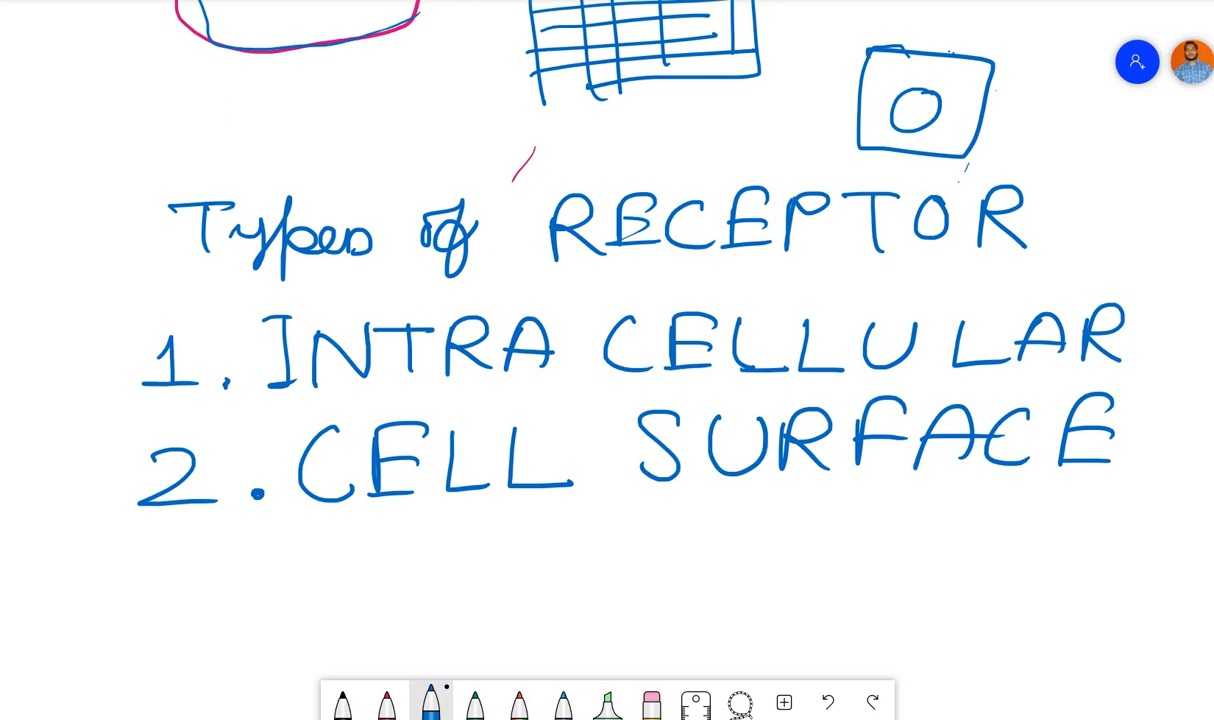 Types of RECEPTOR
1. INTRA CELLULAR
2. CELL SURFACE